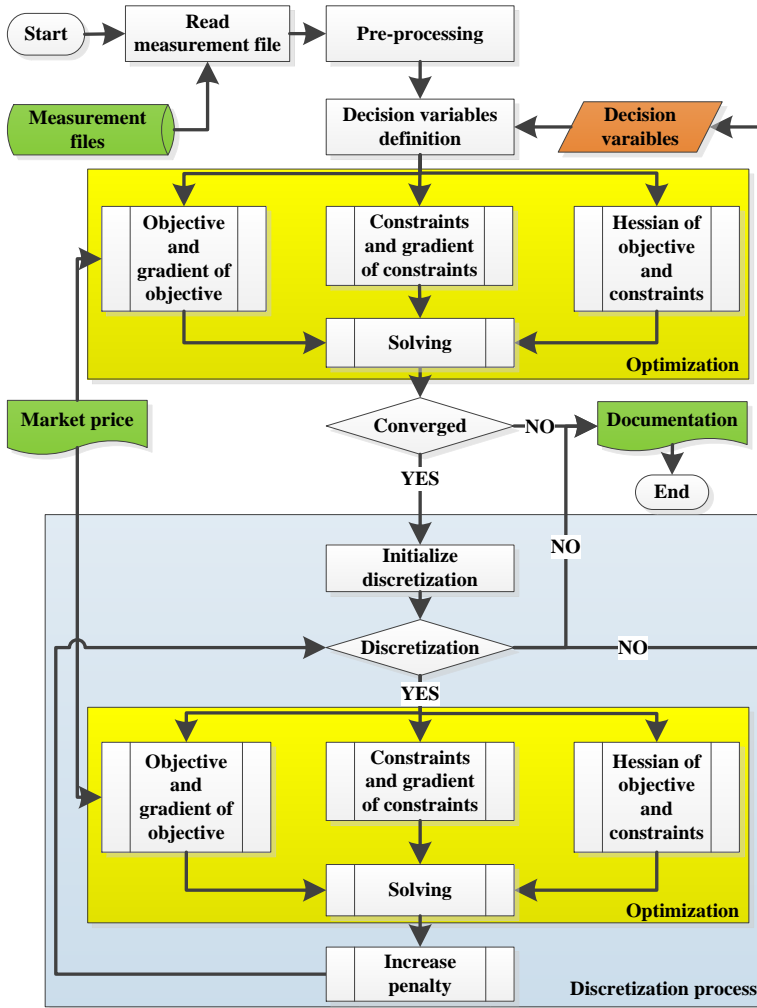 Start
Read
measurement file
Pre-processing
Measurement
files
Decision variables
definition
Decision
varaibles
Objective
and
gradient of
objective
Constraints
and gradient
of constraints
Hessian of
objective
and
constraints
Solving
Optimization
Market price
Converged
NO
Documentation
YES
End
NO
Initialize
discretization
Discretization
NO
YES
Objective
and
gradient of
objective
Constraints
and gradient
of constraints
Hessian of
objective
and
constraints
Solving
Optimization
Increase
penalty
Discretization process